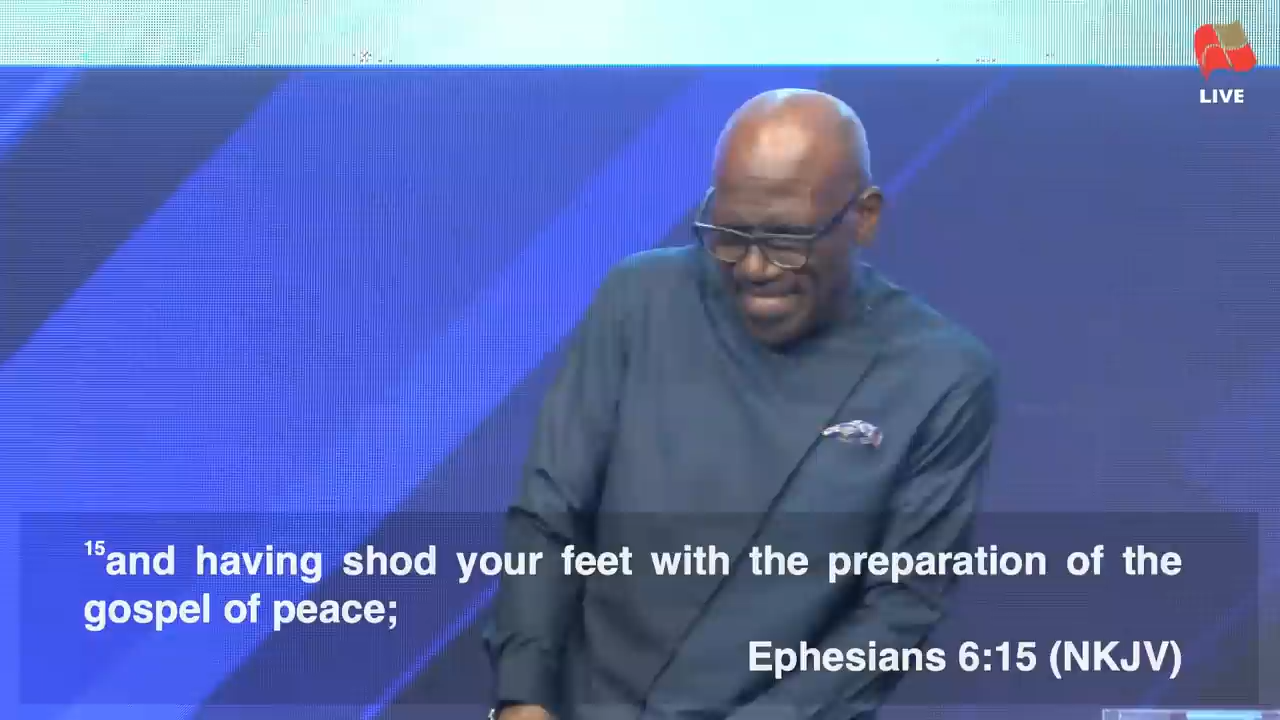 LIVE
15and having shod your feet with the preparation of the
gospel of peace;
Ephesians 6:15 (NKJV)